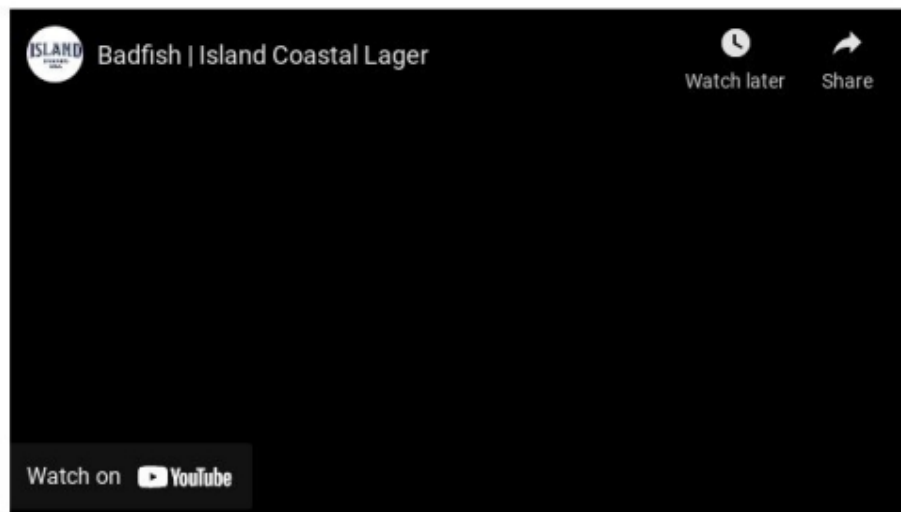 ISLAND
Badfish | Island Coastal Lager
Watch later
Share
Watch on YouTube